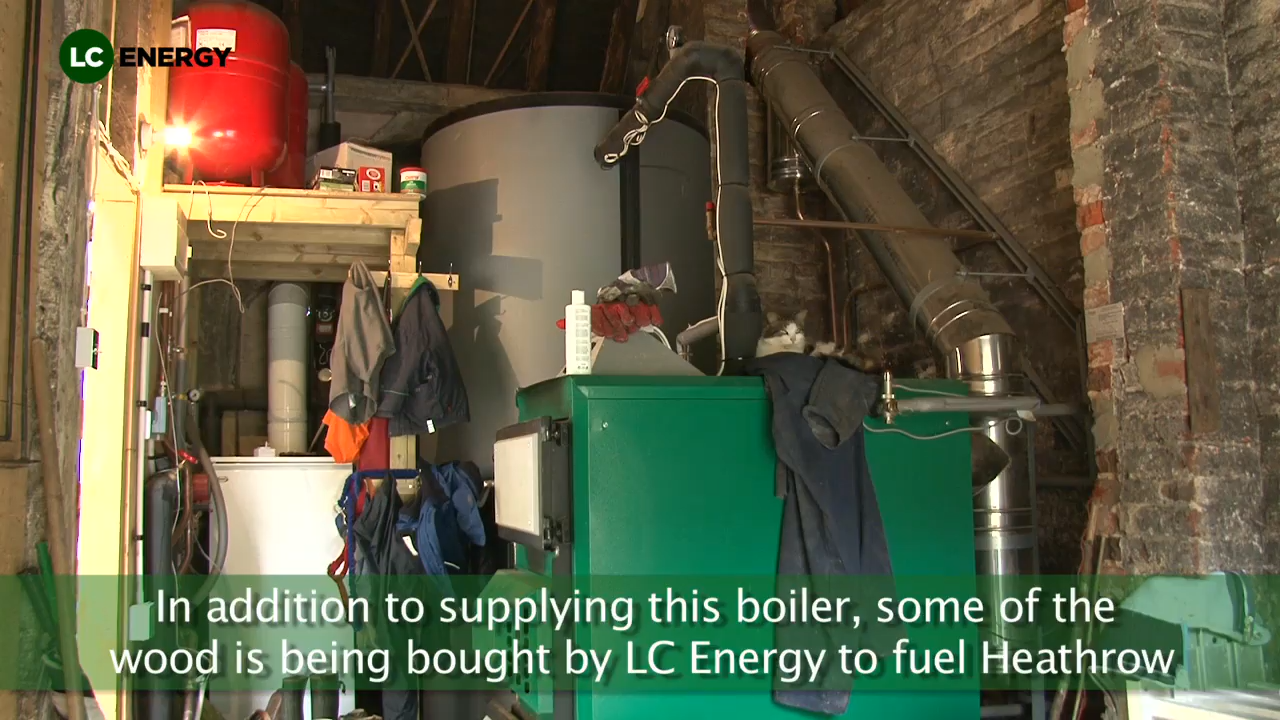 LC ENERGY
In addition to supplying this boiler, some of the
wood is being bought by LC Energy to fuel Heathrow